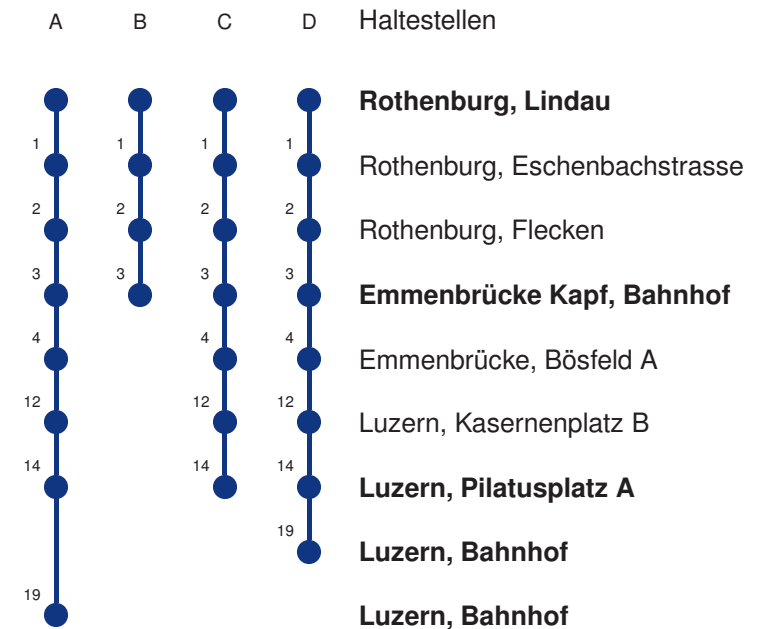 A B C D Haltestellen
Rothenburg, Lindau
1 1 1 1 Rothenburg, Eschenbachstrasse
2 2 2 2 Rothenburg, Flecken
3 3 3 3 Emmenbrücke Kapf, Bahnhof
4 4 4 Emmenbrücke, Bösfeld A
12 12 12 Luzern, Kasernenplatz B
14 14 14 Luzern, Pilatusplatz A
19 Luzern, Bahnhof
19 Luzern, Bahnhof